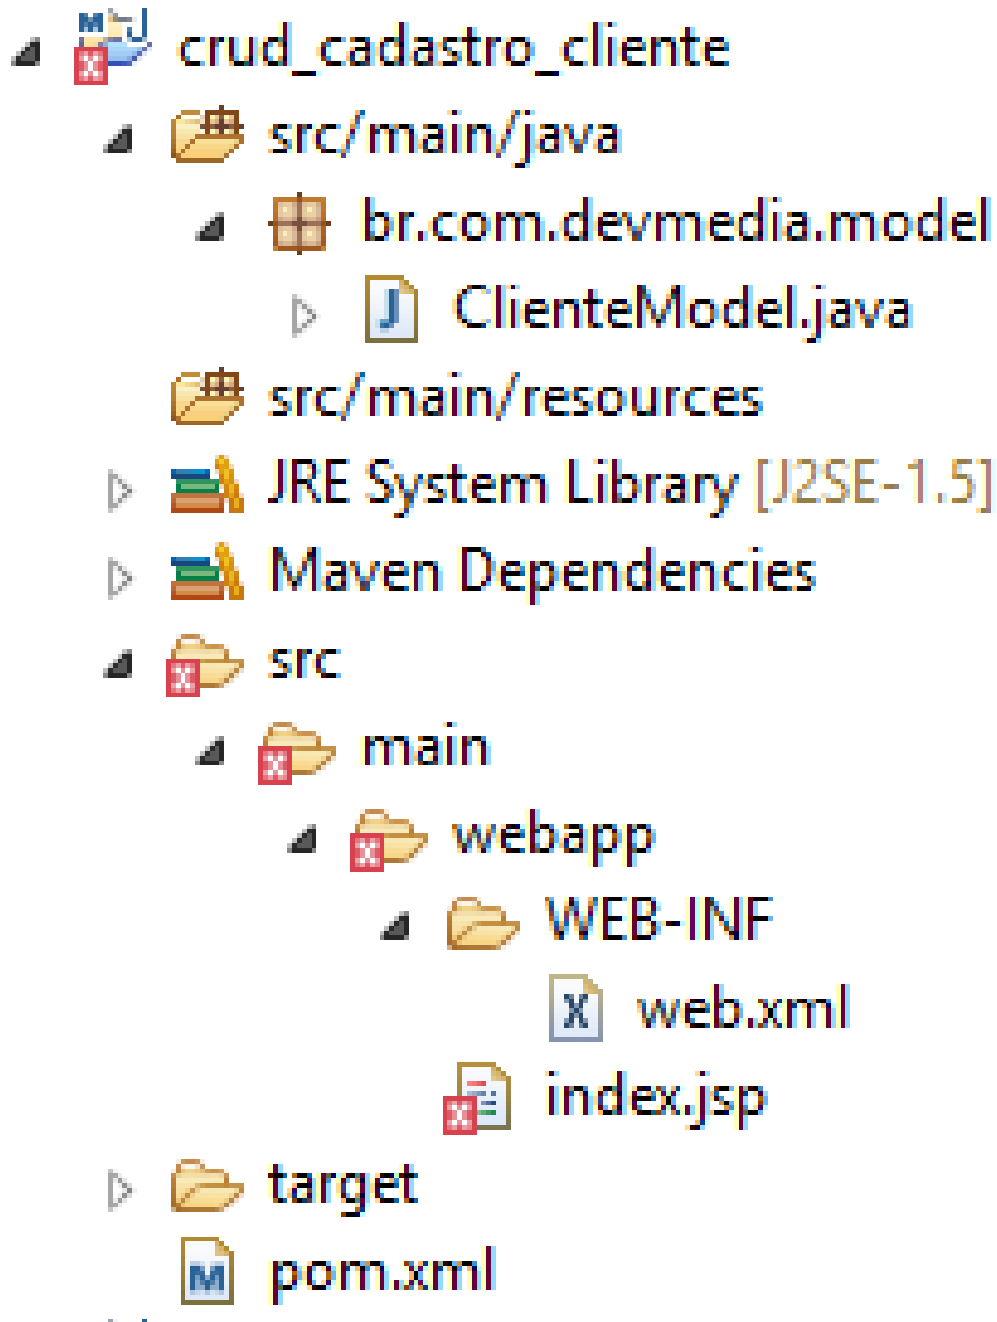 crud_cadastro_cliente
src/main/java
br.com.devmedia.model
ClienteModel.java
src/main/resources
JRE System Library [J2SE-1.5]
Maven Dependencies
src
main
webapp
WEB-INF
web.xml
index.jsp
target
pom.xml